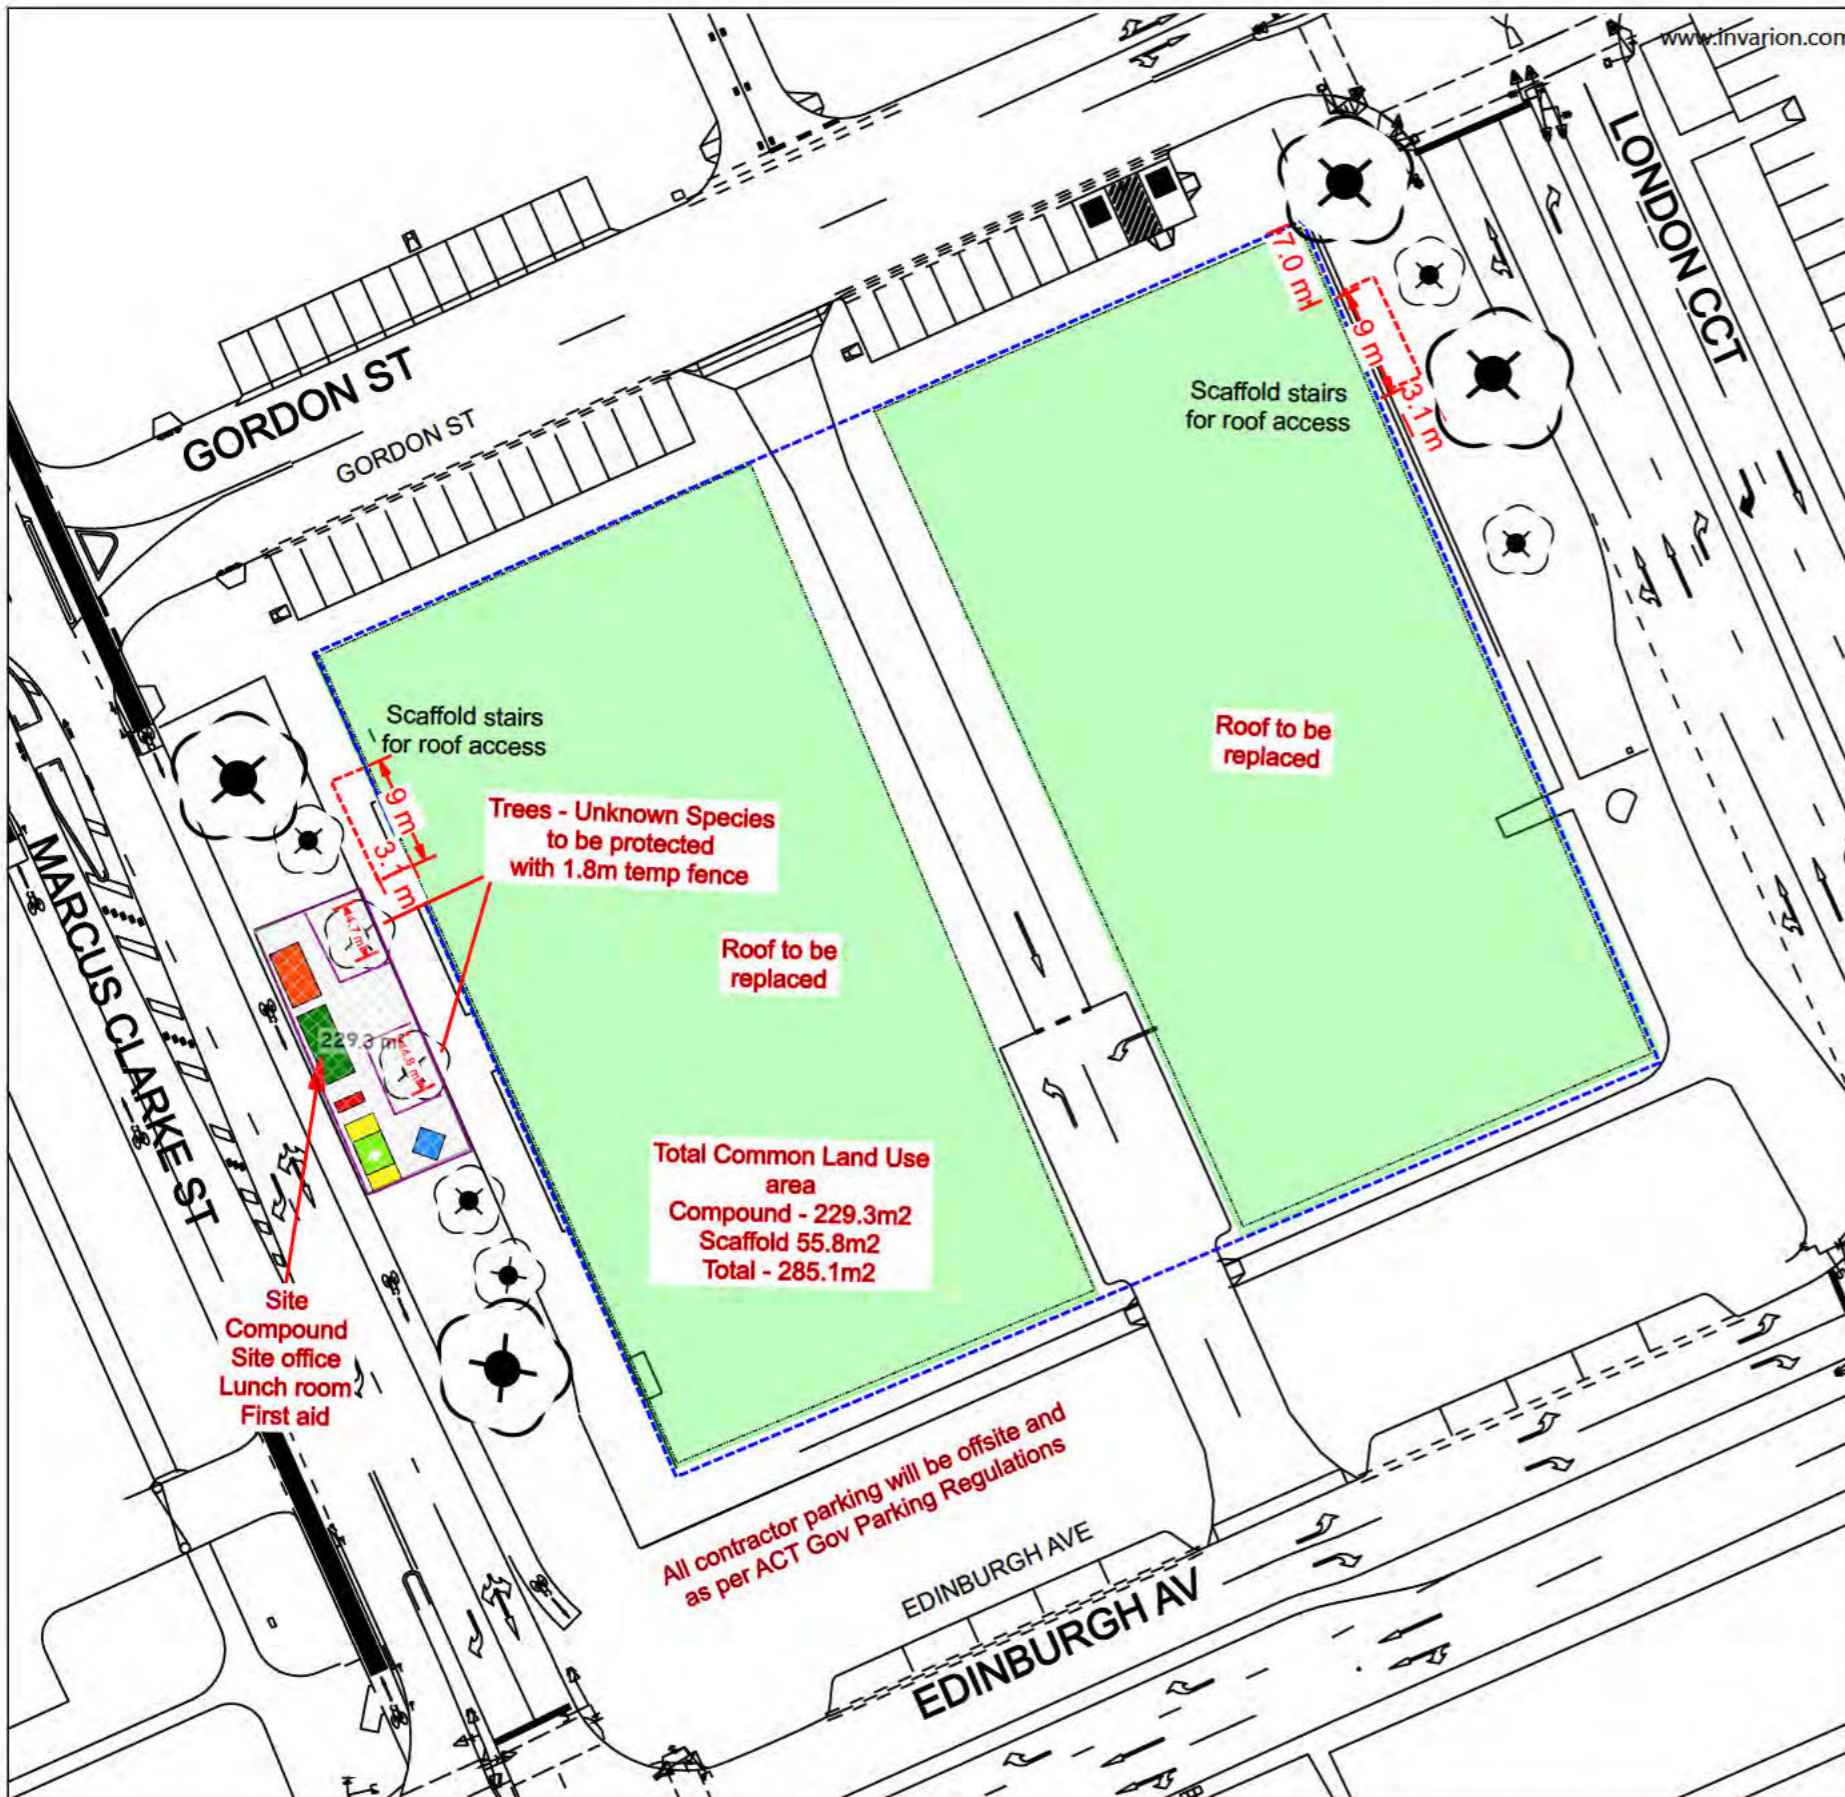 www.invarion.com
LONDON CCT
7.0 m
9 m
3.1 m
Scaffold stairs
for roof access
GORDON ST
GORDON ST
Roof to be
replaced
Scaffold stairs
for roof access
9 m
3.1 m
Trees - Unknown Species
to be protected
with 1.8m temp fence
MARCUS CLARKE ST
Roof to be
replaced
229.3 m²
Total Common Land Use
area
Compound - 229.3m2
Scaffold 55.8m2
Total - 285.1m2
Site
Compound
Site office
Lunch room
First aid
All contractor parking will be offsite and
as per ACT Gov Parking Regulations
EDINBURGH AVE
EDINBURGH AV